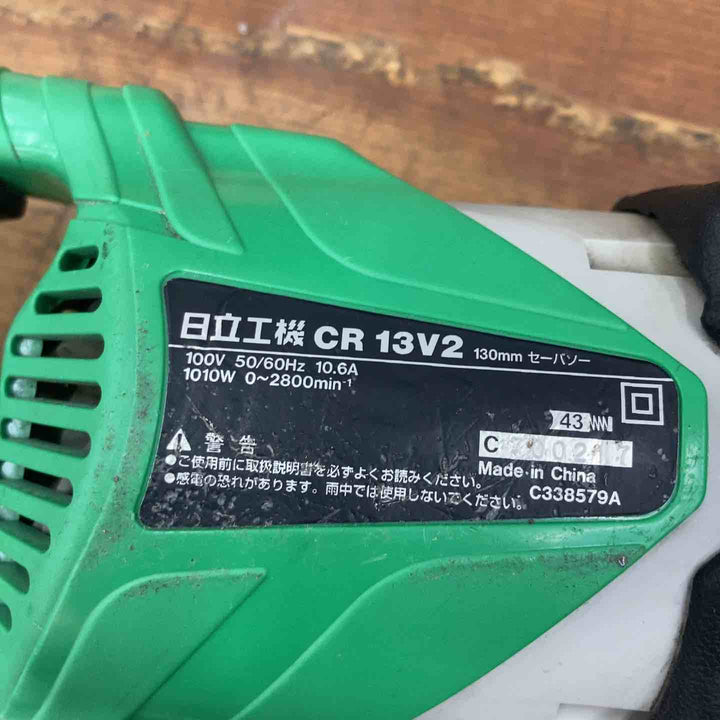 日立工機 CR 13V2 130mm セーバソー
100V 50/60Hz 10.6A
1010W 0～2800min⁻¹
43
C
警告
●ご使用前に取扱説明書を必ずよくお読みください。
●感電の恐れがあります。雨中では使用しないでください。
Made in China
C338579A